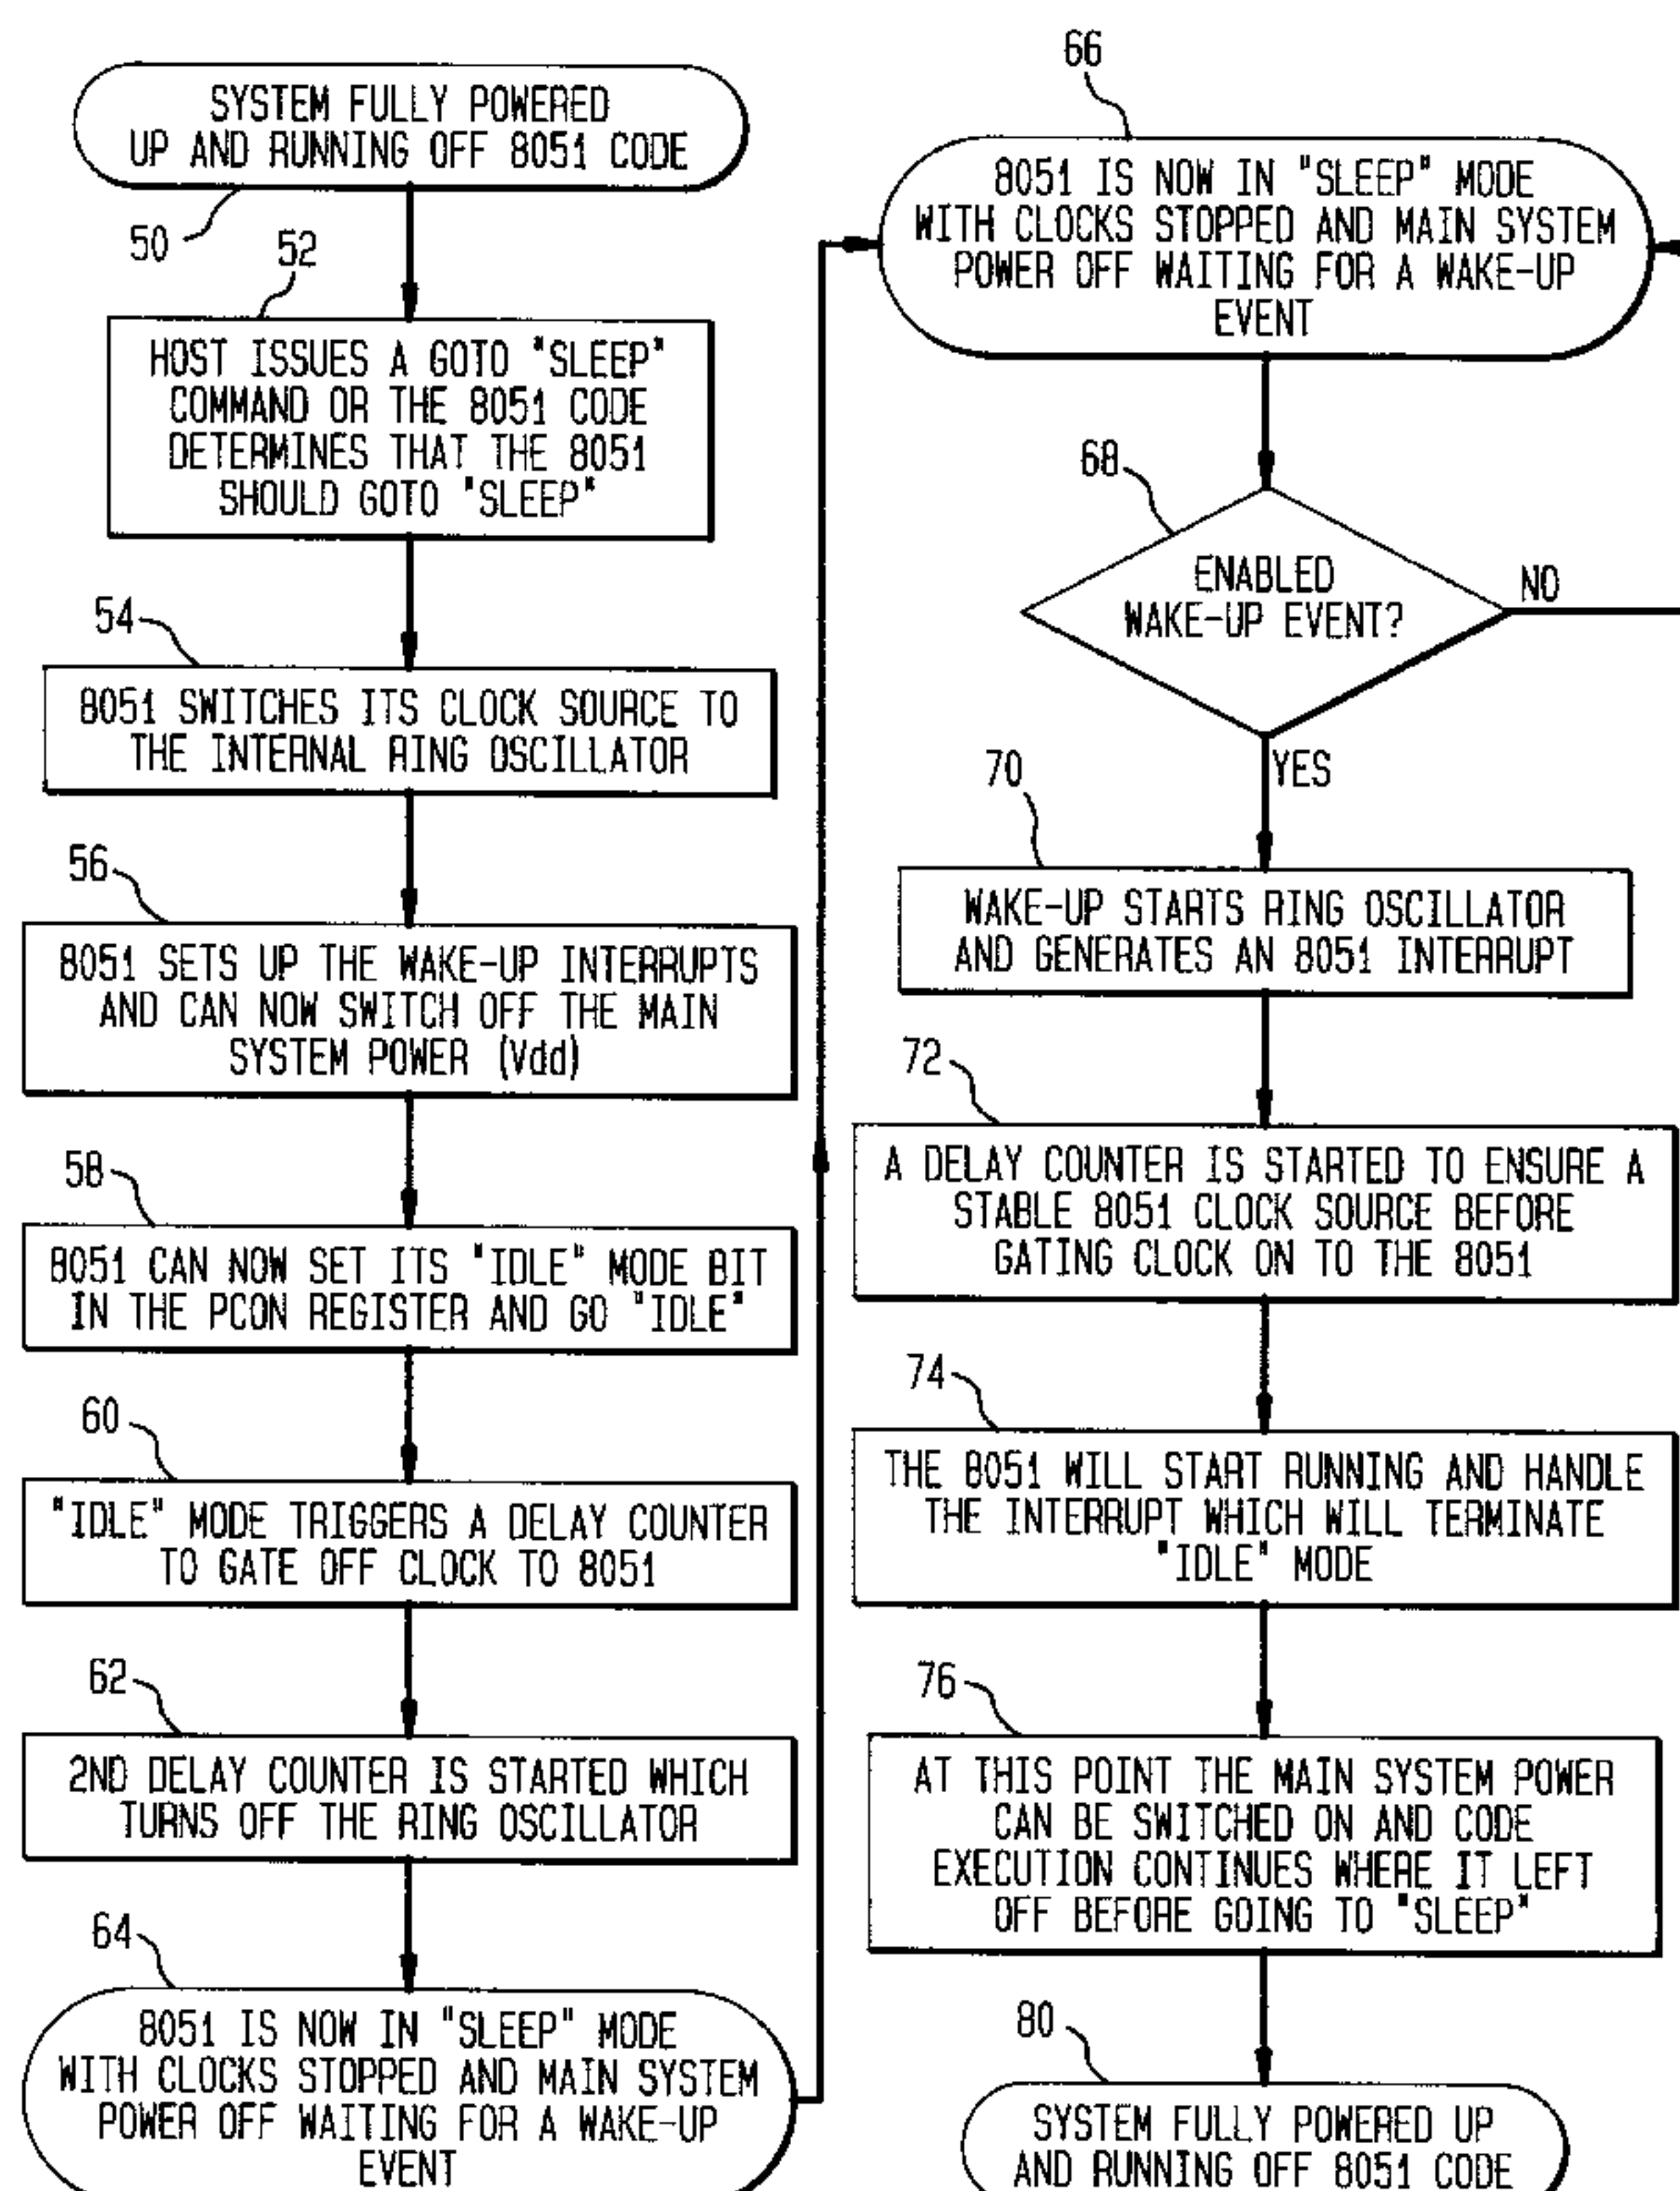 SYSTEM FULLY POWERED
UP AND RUNNING OFF 8051 CODE
50
52
HOST ISSUES A GOTO "SLEEP"
COMMAND OR THE 8051 CODE
DETERMINES THAT THE 8051
SHOULD GOTO "SLEEP"
54
8051 SWITCHES ITS CLOCK SOURCE TO
THE INTERNAL RING OSCILLATOR
56
8051 SETS UP THE WAKE-UP INTERRUPTS
AND CAN NOW SWITCH OFF THE MAIN
SYSTEM POWER (Vdd)
58
8051 CAN NOW SET ITS "IDLE" MODE BIT
IN THE PCON REGISTER AND GO "IDLE"
60
"IDLE" MODE TRIGGERS A DELAY COUNTER
TO GATE OFF CLOCK TO 8051
62
2ND DELAY COUNTER IS STARTED WHICH
TURNS OFF THE RING OSCILLATOR
64
8051 IS NOW IN "SLEEP" MODE
WITH CLOCKS STOPPED AND MAIN SYSTEM
POWER OFF WAITING FOR A WAKE-UP
EVENT
66
8051 IS NOW IN "SLEEP" MODE
WITH CLOCKS STOPPED AND MAIN SYSTEM
POWER OFF WAITING FOR A WAKE-UP
EVENT
68
ENABLED
WAKE-UP EVENT?
NO
YES
70
WAKE-UP STARTS RING OSCILLATOR
AND GENERATES AN 8051 INTERRUPT
72
A DELAY COUNTER IS STARTED TO ENSURE A
STABLE 8051 CLOCK SOURCE BEFORE
GATING CLOCK ON TO THE 8051
74
THE 8051 WILL START RUNNING AND HANDLE
THE INTERRUPT WHICH WILL TERMINATE
"IDLE" MODE
76
AT THIS POINT THE MAIN SYSTEM POWER
CAN BE SWITCHED ON AND CODE
EXECUTION CONTINUES WHERE IT LEFT
OFF BEFORE GOING TO "SLEEP"
80
SYSTEM FULLY POWERED UP
AND RUNNING OFF 8051 CODE